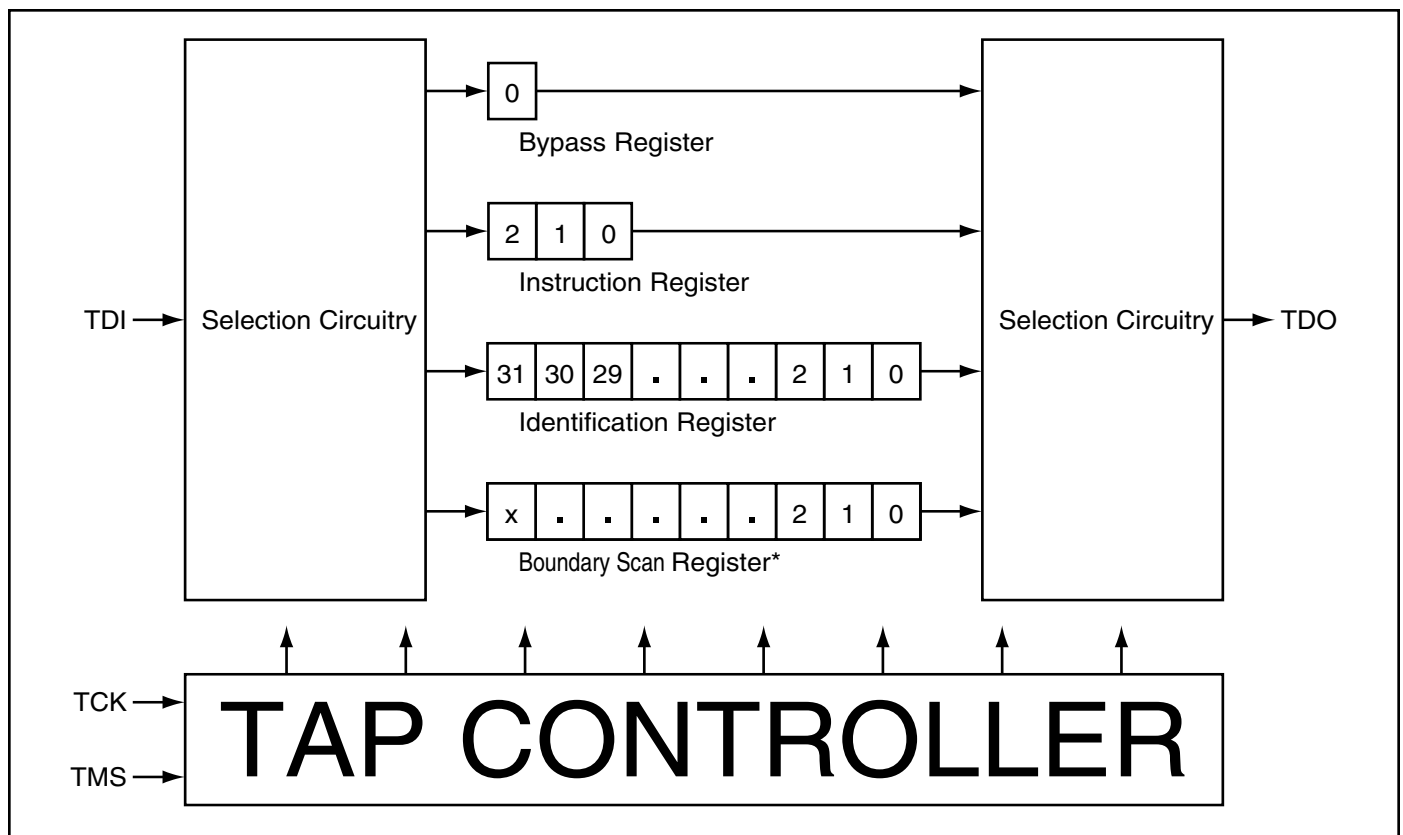 0
Bypass Register
2 1 0
Instruction Register
TDI
Selection Circuitry
Selection Circuitry
TDO
31 30 29 . . . 2 1 0
Identification Register
x . . . . . 2 1 0
Boundary Scan Register*
TCK
TMS
TAP CONTROLLER